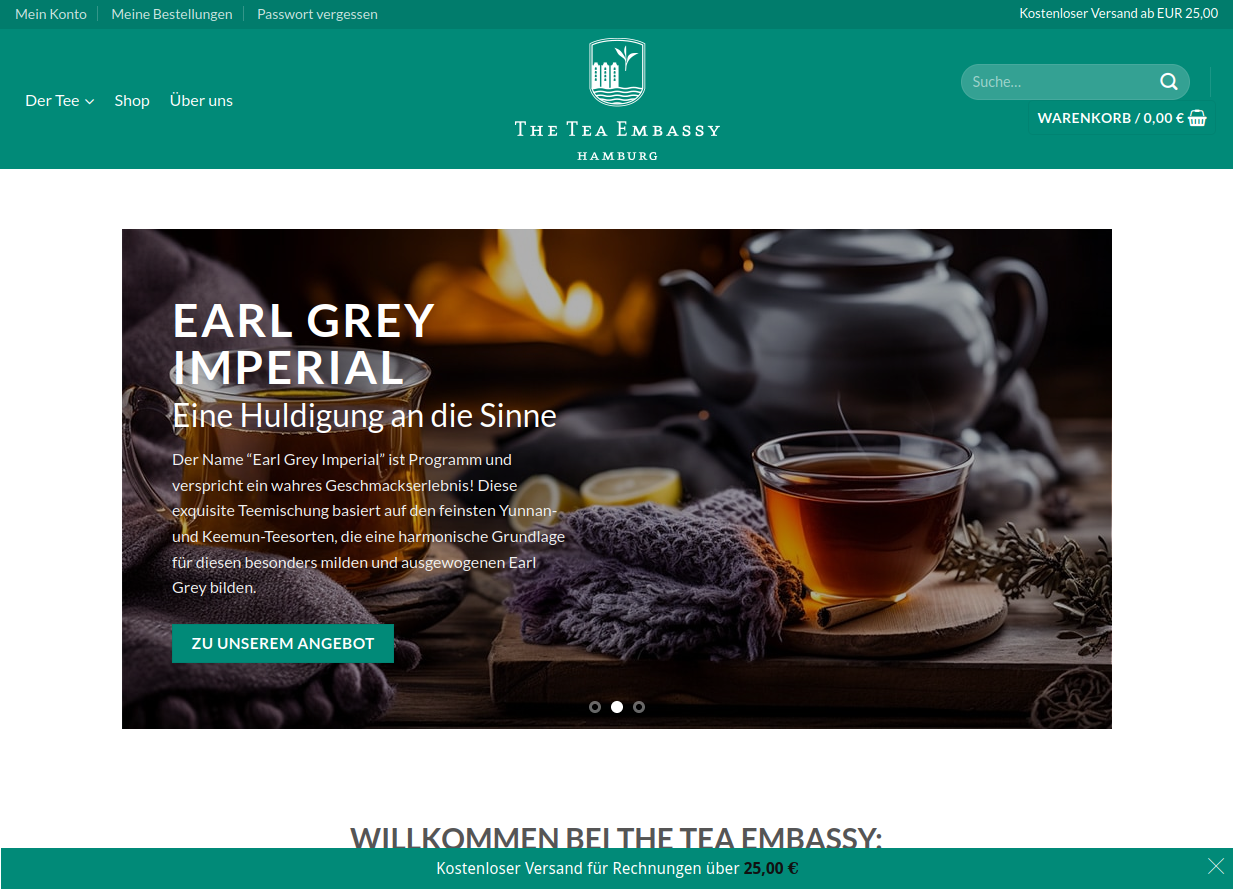 Mein Konto
Meine Bestellungen
Passwort vergessen
Kostenloser Versand ab EUR 25,00
Der Tee
Shop
Über uns
THE TEA EMBASSY
HAMBURG
Suche...
WARENKORB / 0,00 €
EARL GREY
IMPERIAL
Eine Huldigung an die Sinne
Der Name “Earl Grey Imperial” ist Programm und
verspricht ein wahres Geschmackserlebnis! Diese
exquisite Teemischung basiert auf den feinsten Yunnan-
und Keemun-Teesorten, die eine harmonische Grundlage
für diesen besonders milden und ausgewogenen Earl
Grey bilden.
ZU UNSEREM ANGEBOT
WILLKOMMEN BEI THE TEA EMBASSY:
Kostenloser Versand für Rechnungen über 25,00 €